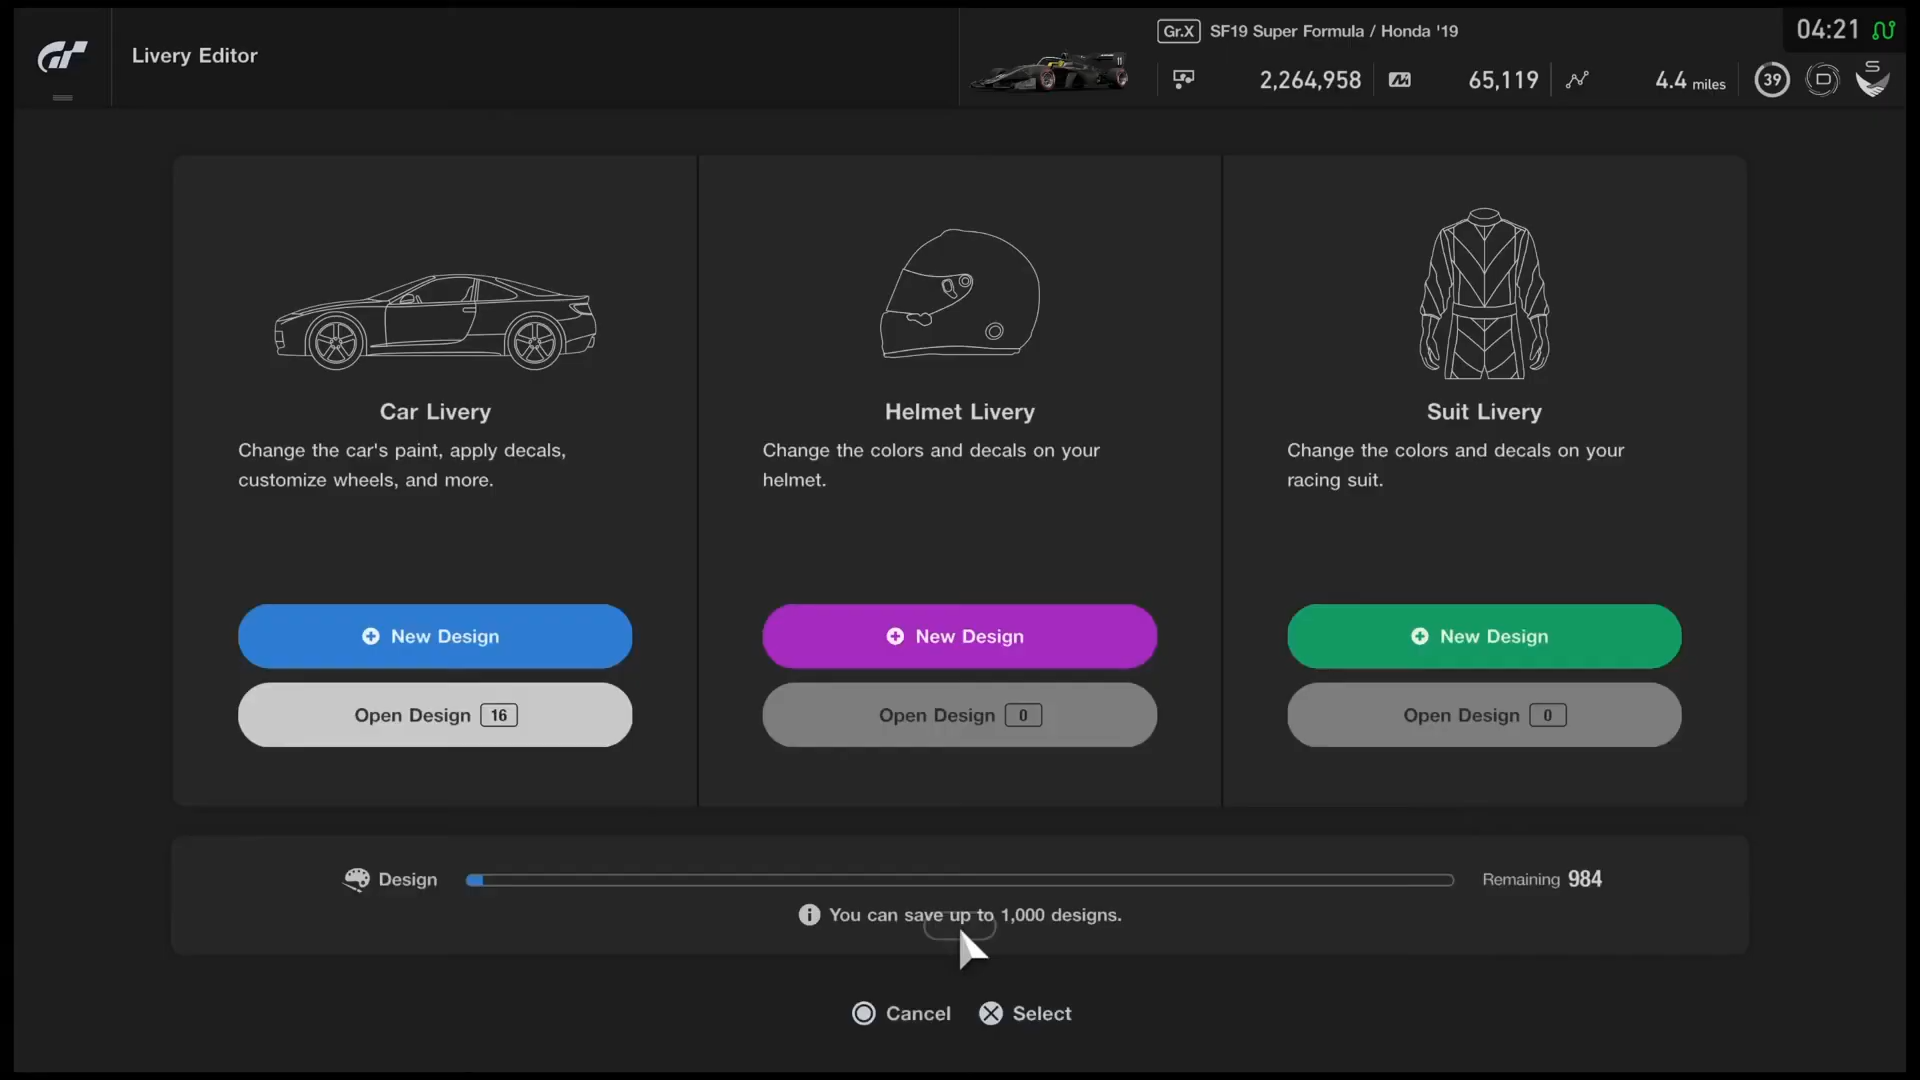 Livery Editor
Gr.X SF19 Super Formula / Honda '19
04:21
2,264,958 65,119 4.4 miles 39 D S
Car Livery
Change the car's paint, apply decals,
customize wheels, and more.
New Design
Open Design 16
Helmet Livery
Change the colors and decals on your
helmet.
New Design
Open Design 0
Suit Livery
Change the colors and decals on your
racing suit.
New Design
Open Design 0
Design Remaining 984
You can save up to 1,000 designs.
Cancel Select